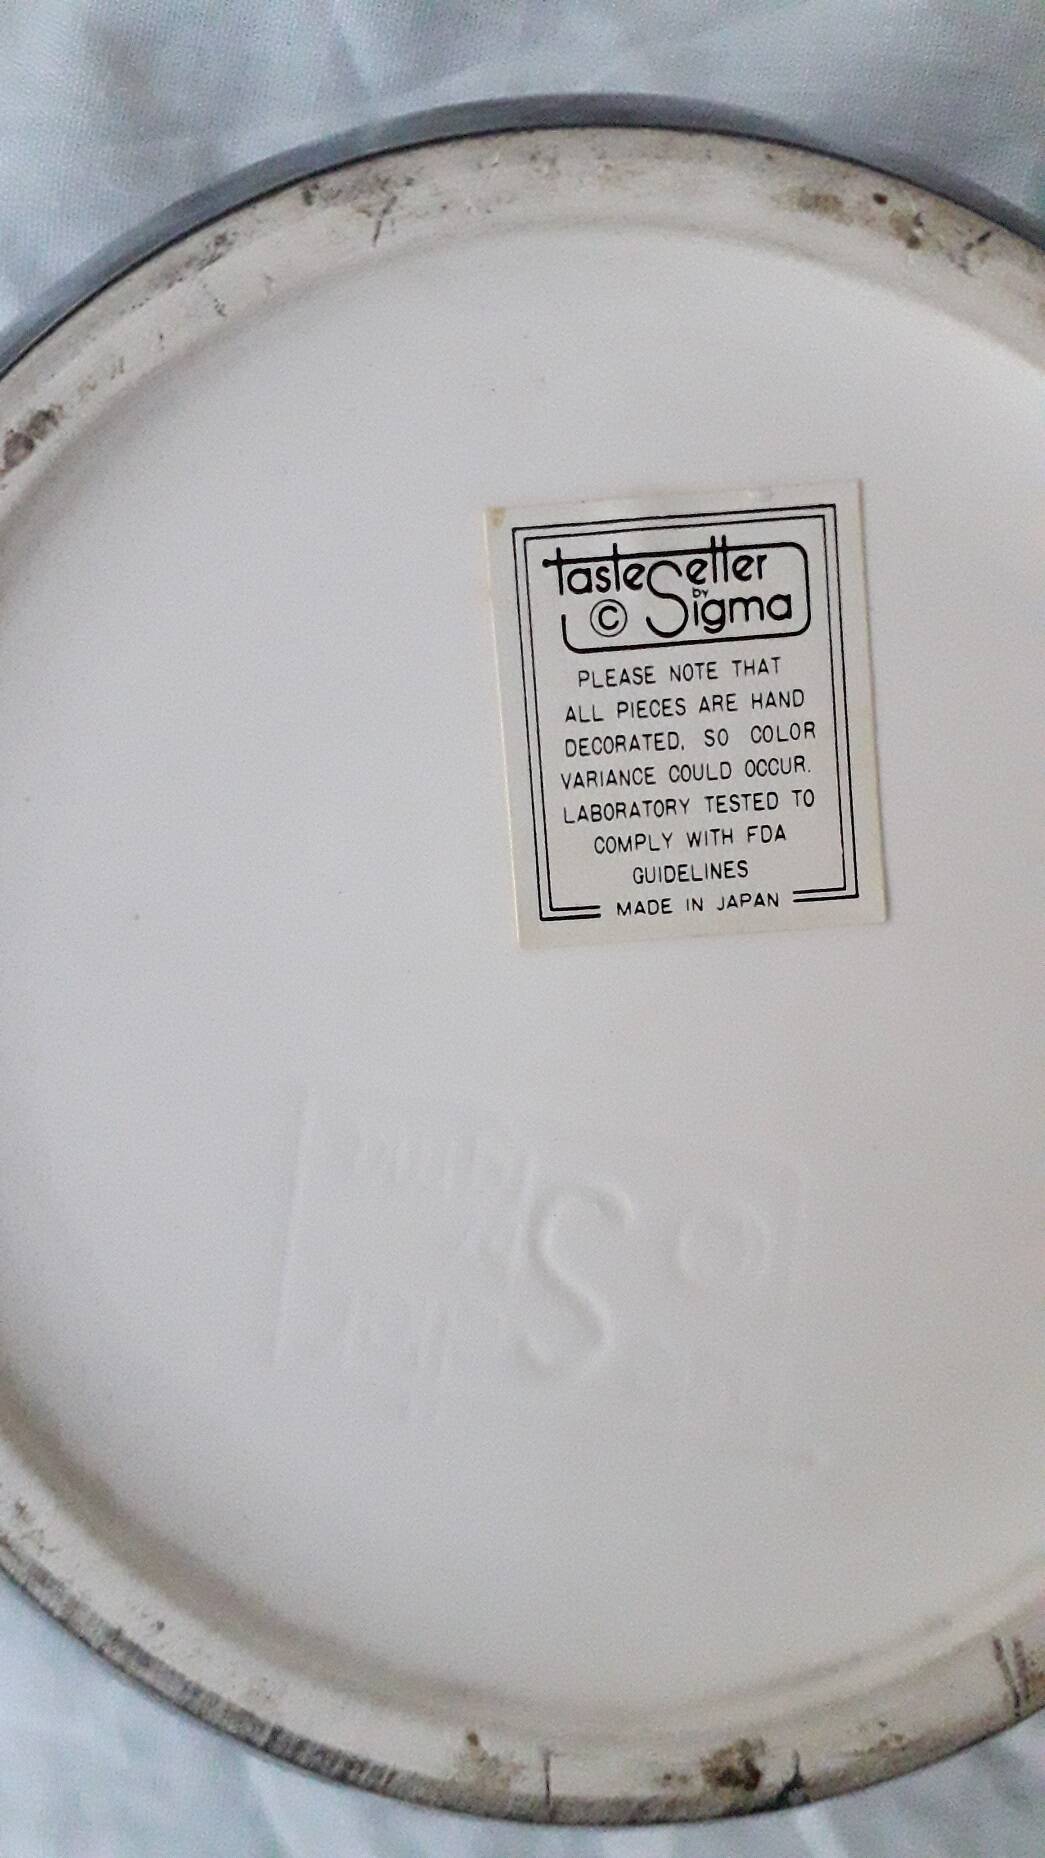 tasteSetter
© by Sigma
PLEASE NOTE THAT
ALL PIECES ARE HAND
DECORATED, SO COLOR
VARIANCE COULD OCCUR.
LABORATORY TESTED TO
COMPLY WITH FDA
GUIDELINES
MADE IN JAPAN